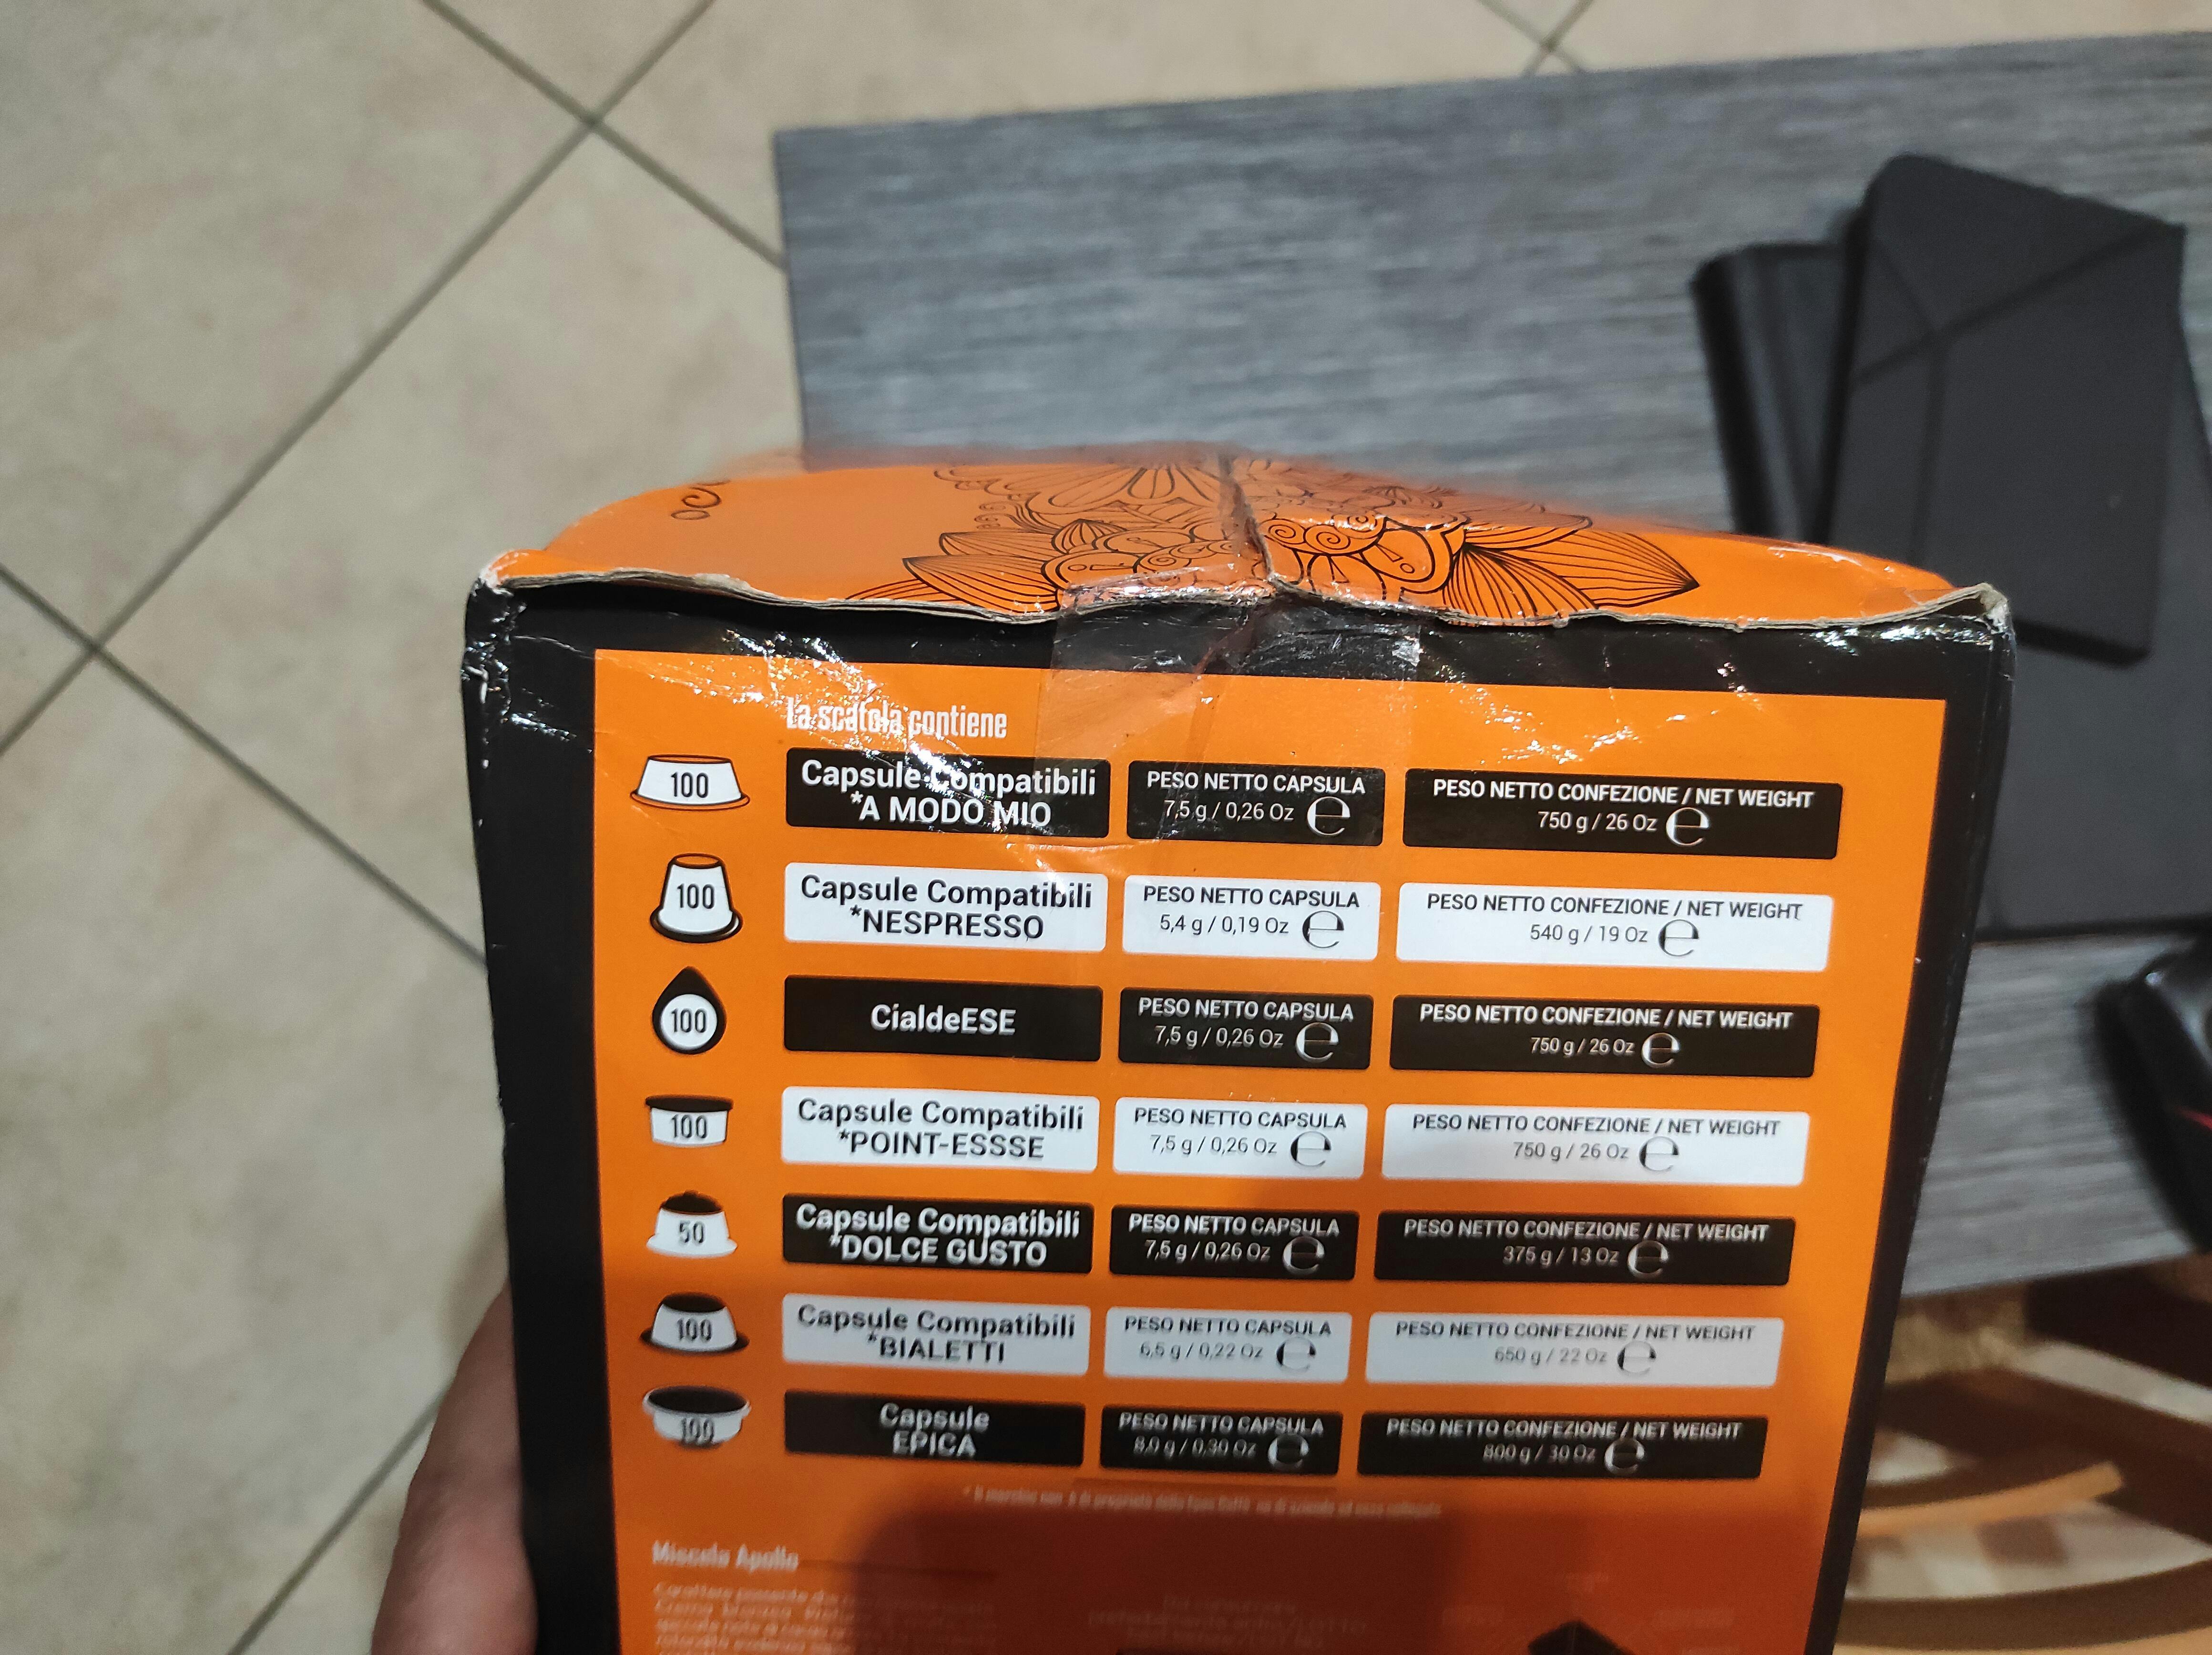 La scatola contiene
100
Capsule Compatibili
*A MODO MIO
PESO NETTO CAPSULA
7,5 g / 0,26 Oz e
PESO NETTO CONFEZIONE / NET WEIGHT
750 g / 26 Oz e
100
Capsule Compatibili
*NESPRESSO
PESO NETTO CAPSULA
5,4 g / 0,19 Oz e
PESO NETTO CONFEZIONE / NET WEIGHT
540 g / 19 Oz e
100
CialdeESE
PESO NETTO CAPSULA
7,5 g / 0,26 Oz e
PESO NETTO CONFEZIONE / NET WEIGHT
750 g / 26 Oz e
100
Capsule Compatibili
*POINT-ESSSE
PESO NETTO CAPSULA
7,5 g / 0,26 Oz e
PESO NETTO CONFEZIONE / NET WEIGHT
750 g / 26 Oz e
50
Capsule Compatibili
*DOLCE GUSTO
PESO NETTO CAPSULA
7,5 g / 0,26 Oz e
PESO NETTO CONFEZIONE / NET WEIGHT
375 g / 13 Oz e
100
Capsule Compatibili
*BIALETTI
PESO NETTO CAPSULA
6,5 g / 0,22 Oz e
PESO NETTO CONFEZIONE / NET WEIGHT
650 g / 22 Oz e
100
Capsule
EPICA
PESO NETTO CAPSULA
8,0 g / 0,30 Oz e
PESO NETTO CONFEZIONE / NET WEIGHT
800 g / 30 Oz e
Miscela Apollo